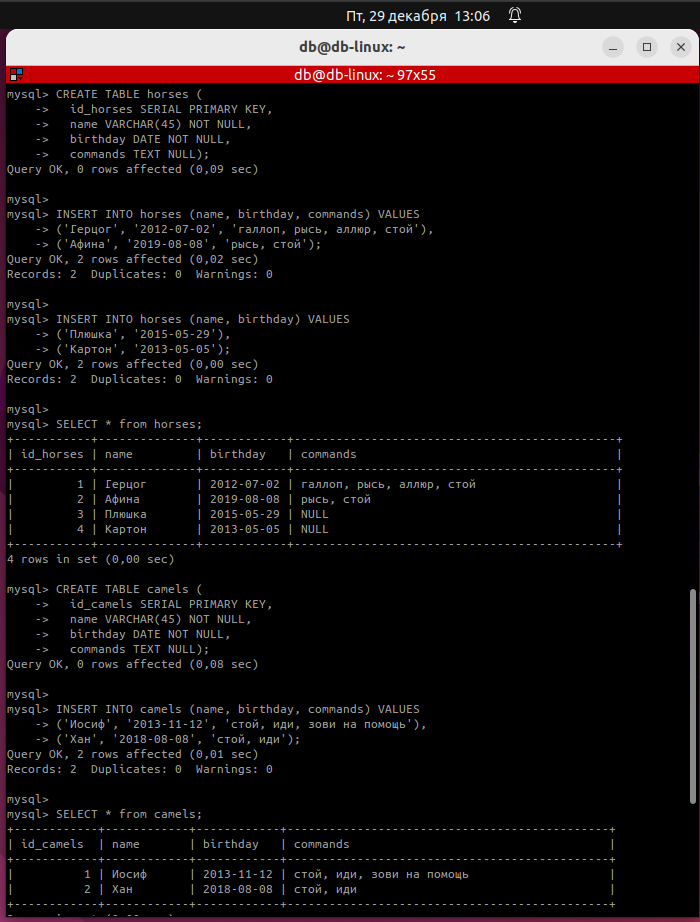 Пт, 29 декабря 13:06
db@db-linux: ~
db@db-linux: ~ 97x55
mysql> CREATE TABLE horses (
    ->   id_horses SERIAL PRIMARY KEY,
    ->   name VARCHAR(45) NOT NULL,
    ->   birthday DATE NOT NULL,
    ->   commands TEXT NULL);
Query OK, 0 rows affected (0,09 sec)
mysql>
mysql> INSERT INTO horses (name, birthday, commands) VALUES
    -> ('Герцог', '2012-07-02', 'галлоп, рысь, аллюр, стой'),
    -> ('Афина', '2019-08-08', 'рысь, стой');
Query OK, 2 rows affected (0,02 sec)
Records: 2  Duplicates: 0  Warnings: 0
mysql>
mysql> INSERT INTO horses (name, birthday) VALUES
    -> ('Плюшка', '2015-05-29'),
    -> ('Картон', '2013-05-05');
Query OK, 2 rows affected (0,00 sec)
Records: 2  Duplicates: 0  Warnings: 0
mysql>
mysql> SELECT * from horses;
+-----------+--------------+------------+----------------------------------------------+
| id_horses | name         | birthday   | commands                                     |
+-----------+--------------+------------+----------------------------------------------+
|         1 | Герцог       | 2012-07-02 | галлоп, рысь, аллюр, стой                    |
|         2 | Афина        | 2019-08-08 | рысь, стой                                   |
|         3 | Плюшка       | 2015-05-29 | NULL                                         |
|         4 | Картон       | 2013-05-05 | NULL                                         |
+-----------+--------------+------------+----------------------------------------------+
4 rows in set (0,00 sec)
mysql> CREATE TABLE camels (
    ->   id_camels SERIAL PRIMARY KEY,
    ->   name VARCHAR(45) NOT NULL,
    ->   birthday DATE NOT NULL,
    ->   commands TEXT NULL);
Query OK, 0 rows affected (0,08 sec)
mysql>
mysql> INSERT INTO camels (name, birthday, commands) VALUES
    -> ('Иосиф', '2013-11-12', 'стой, иди, зови на помощь'),
    -> ('Хан', '2018-08-08', 'стой, иди');
Query OK, 2 rows affected (0,01 sec)
Records: 2  Duplicates: 0  Warnings: 0
mysql>
mysql> SELECT * from camels;
+------------+------------+------------+----------------------------------------------+
| id_camels  | name       | birthday   | commands                                     |
+------------+------------+------------+----------------------------------------------+
|          1 | Иосиф      | 2013-11-12 | стой, иди, зови на помощь                    |
|          2 | Хан        | 2018-08-08 | стой, иди                                    |
+------------+------------+------------+----------------------------------------------+